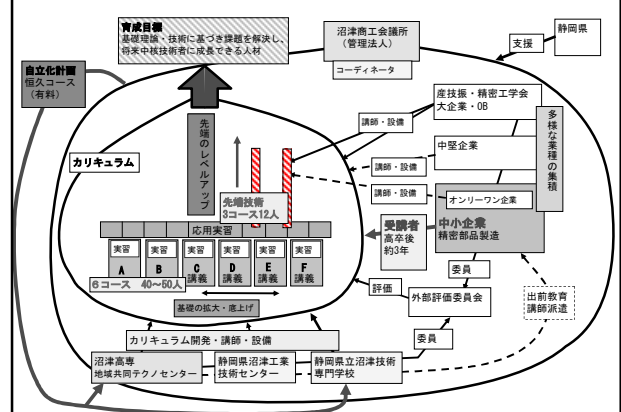 育成目標
基礎理論・技術に基づき課題を解決し、
将来中核技術者に成長できる人材
沼津商工会議所
(管理法人)
コーディネータ
支援
静岡県
自立化計画
恒久コース
(有料)
産技振・精密工学会
大企業・OB
多様な業種の集積
講師・設備
先端のレベルアップ
中堅企業
カリキュラム
講師・設備
講師・設備
オンリーワン企業
先端技術
3コース12人
受講者
高卒後
約3年
中小企業
精密部品製造
応用実習
実習
実習
実習
実習
実習
実習
A
B
C
講義
D
講義
E
講義
F
講義
6コース 40~50人
委員
評価
外部評価委員会
出前教育
講師派遣
基礎の拡大・底上げ
委員
カリキュラム開発・講師・設備
沼津高専
地域共同テクノセンター
静岡県沼津工業
技術センター
静岡県立沼津技術
専門学校